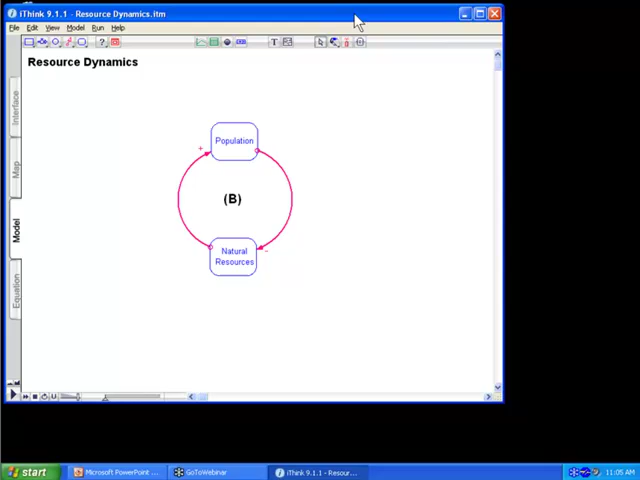 iThink 9.1.1 - Resource Dynamics.itm
File Edit View Model Run Help
? T
Resource Dynamics
Interface
Map
Model
Equation
Population
+
(B)
-
Natural
Resources
U
start
Microsoft PowerPoint ...
GoToWebinar
iThink 9.1.1 - Resour...
11:05 AM